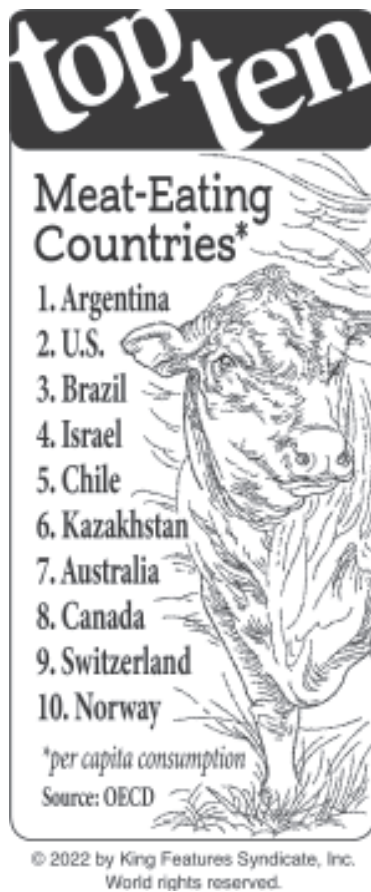 top ten
Meat-Eating
Countries*
1. Argentina
2. U.S.
3. Brazil
4. Israel
5. Chile
6. Kazakhstan
7. Australia
8. Canada
9. Switzerland
10. Norway
*per capita consumption
Source: OECD
© 2022 by King Features Syndicate, Inc.
World rights reserved.